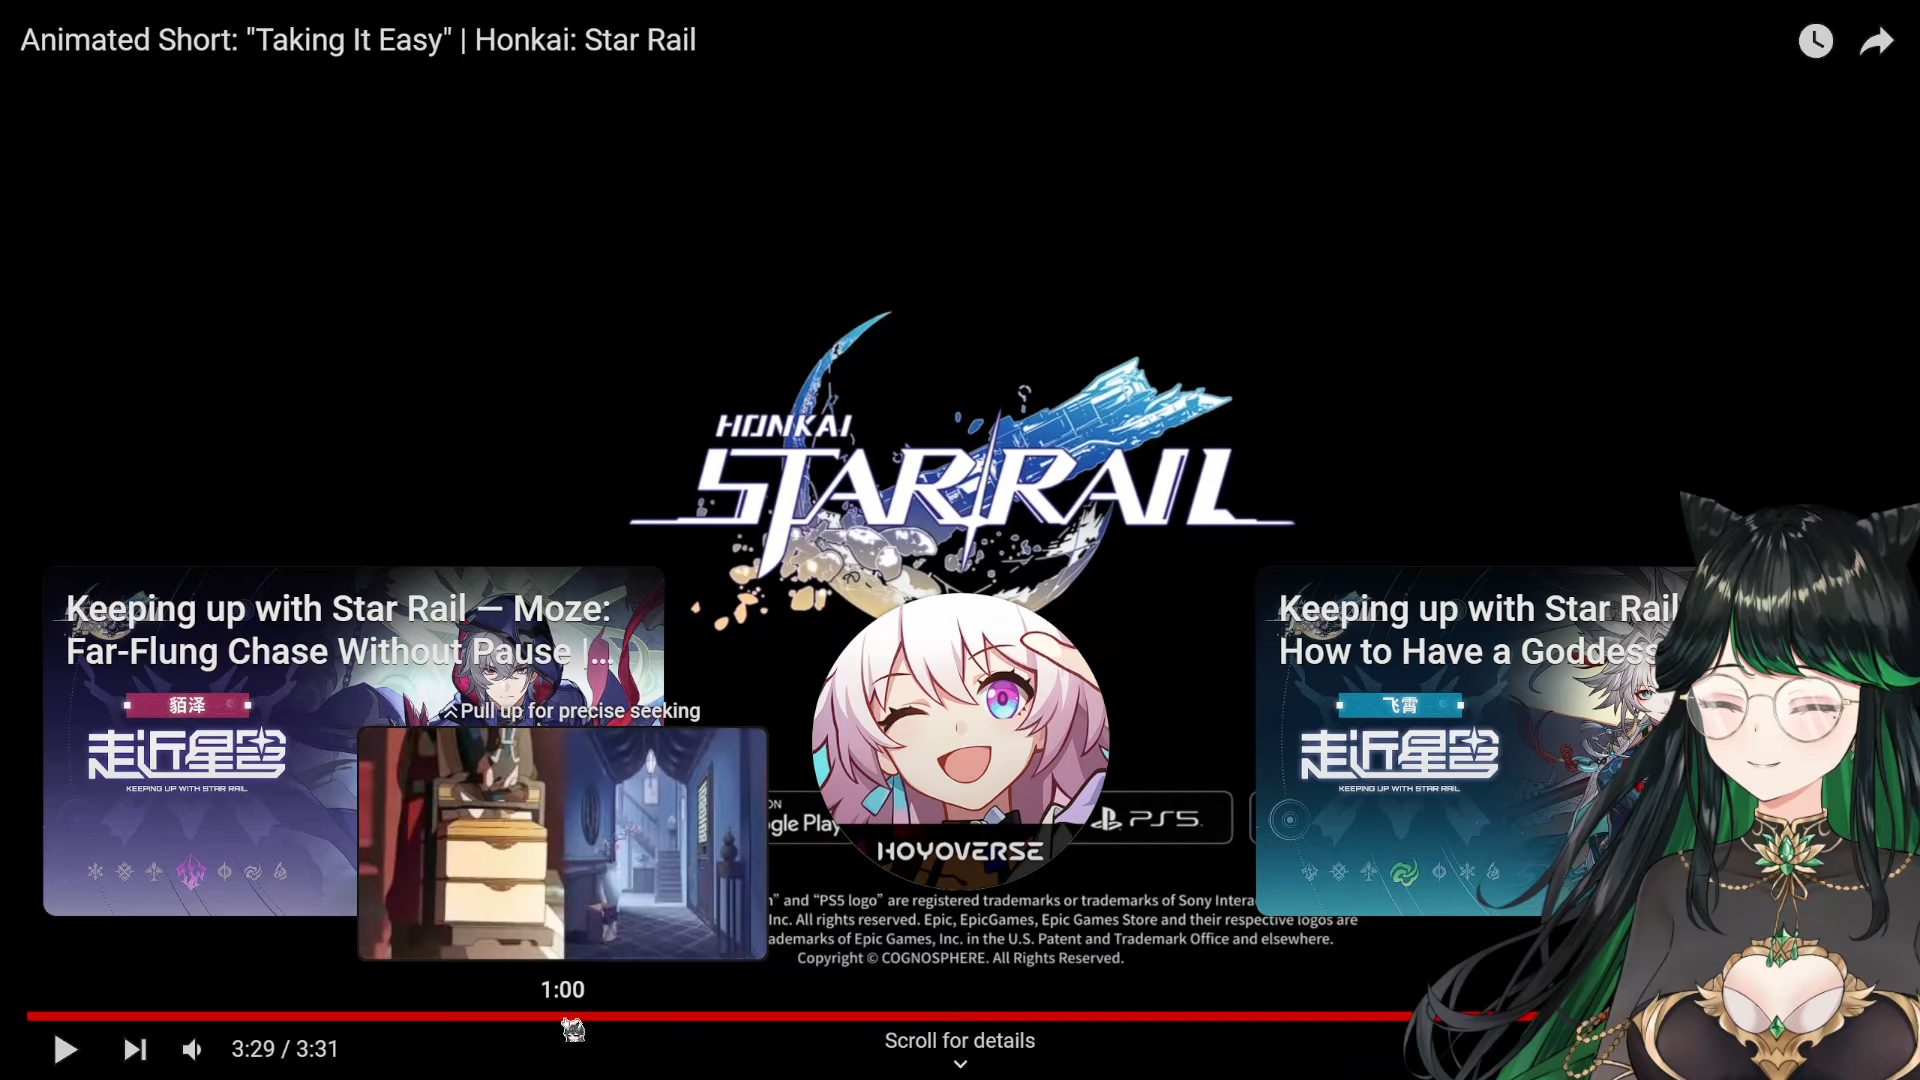 Animated Short: "Taking It Easy" | Honkai: Star Rail
HONKAI
STAR RAIL
Keeping up with Star Rail — Moze:
Far-Flung Chase Without Pause |...
貊泽
走近星穹
KEEPING UP WITH STAR RAIL
Pull up for precise seeking
Keeping up with Star Rail
How to Have a Goddess
飞霄
走近星穹
KEEPING UP WITH STAR RAIL
ON
gle Play
PS5
HOYOVERSE
n” and “PS5 logo” are registered trademarks or trademarks of Sony Intera
Inc. All rights reserved. Epic, EpicGames, Epic Games Store and their respective logos are
ademarks of Epic Games, Inc. in the U.S. Patent and Trademark Office and elsewhere.
Copyright © COGNOSPHERE. All Rights Reserved.
1:00
3:29 / 3:31
Scroll for details